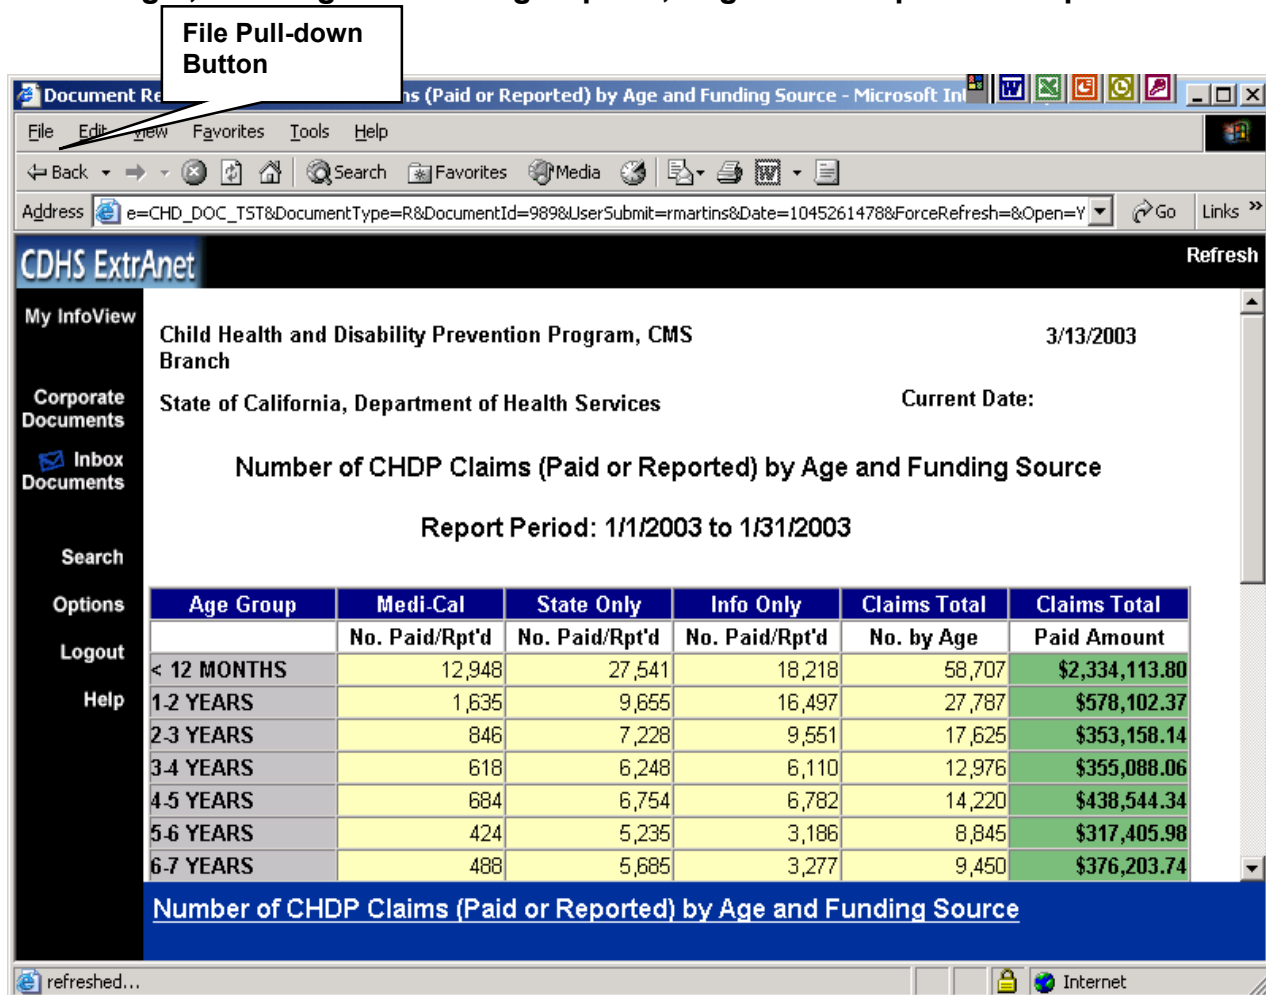 File Pull-down
Button
Document Re ns (Paid or Reported) by Age and Funding Source - Microsoft In
File Edit View Favorites Tools Help
Back Search Favorites Media
Address e=CHD_DOC_TST&DocumentType=R&DocumentId=989&UserSubmit=rmartins&Date=1045261478&ForceRefresh=&Open=Y Go Links »
CDHS ExtrAnet Refresh
My InfoView
Corporate
Documents
Inbox
Documents
Search
Options
Logout
Help
Child Health and Disability Prevention Program, CMS 3/13/2003
Branch
State of California, Department of Health Services Current Date:
Number of CHDP Claims (Paid or Reported) by Age and Funding Source
Report Period: 1/1/2003 to 1/31/2003
Age Group Medi-Cal State Only Info Only Claims Total Claims Total
No. Paid/Rpt'd No. Paid/Rpt'd No. Paid/Rpt'd No. by Age Paid Amount
< 12 MONTHS 12,948 27,541 18,218 58,707 $2,334,113.80
1-2 YEARS 1,635 9,655 16,497 27,787 $578,102.37
2-3 YEARS 846 7,228 9,551 17,625 $353,158.14
3-4 YEARS 618 6,248 6,110 12,976 $355,088.06
4-5 YEARS 684 6,754 6,782 14,220 $438,544.34
5-6 YEARS 424 5,235 3,186 8,845 $317,405.98
6-7 YEARS 488 5,685 3,277 9,450 $376,203.74
Number of CHDP Claims (Paid or Reported) by Age and Funding Source
refreshed... Internet